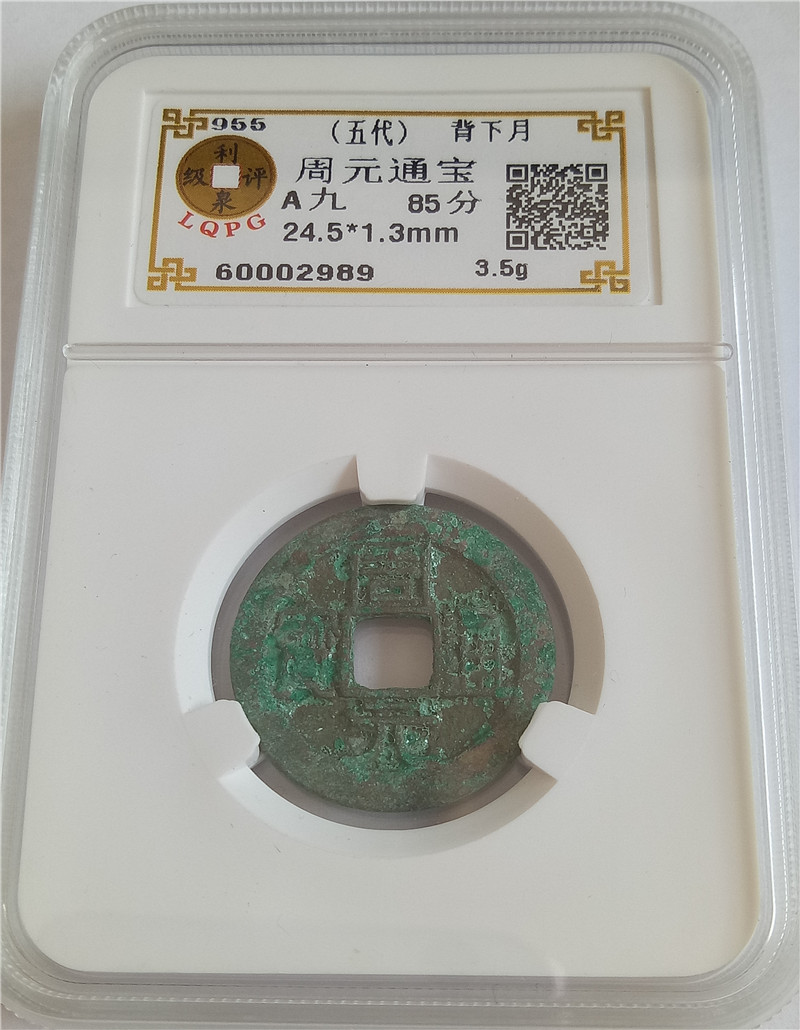 955 （五代） 背下月
利泉评级
周元通宝
A九 85分
LQPG
24.5*1.3mm
60002989 3.5g
周元通宝